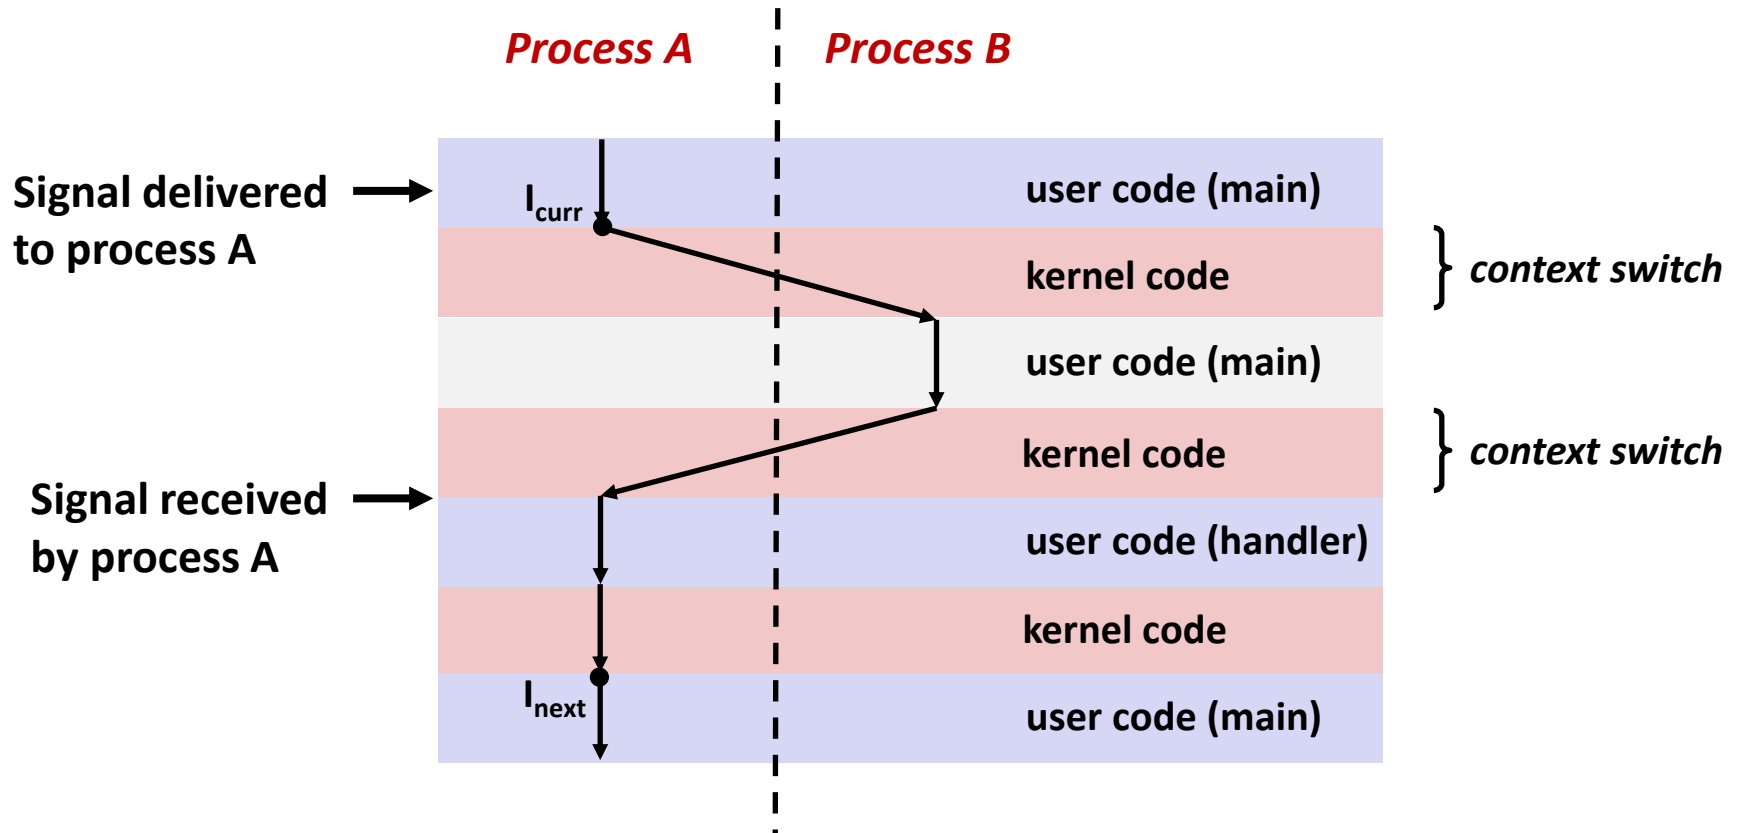 Process A
Process B
Signal delivered
to process A
Icurr
user code (main)
kernel code
context switch
user code (main)
kernel code
context switch
Signal received
by process A
user code (handler)
kernel code
Inext
user code (main)